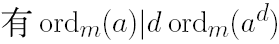 有 ord_m(a)|d ord_m(a^d)